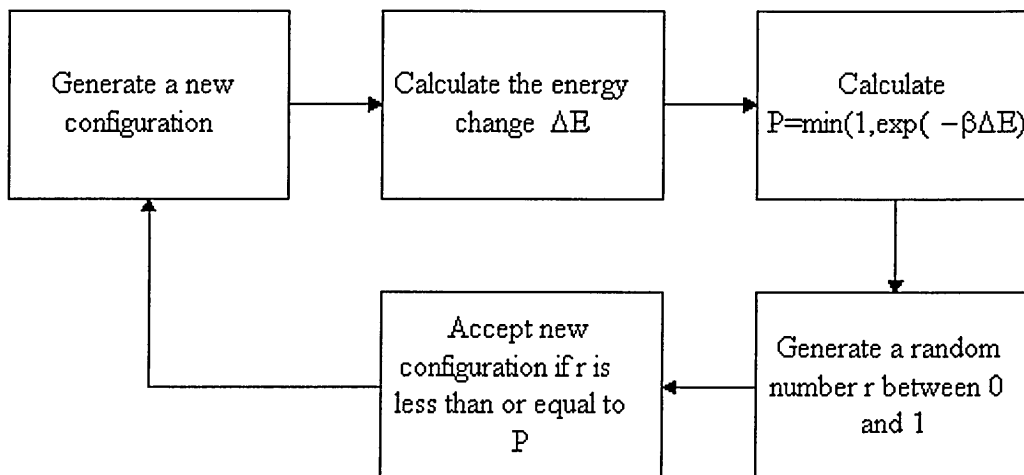 Generate a new
configuration
Calculate the energy
change ΔE
Calculate
P=min(1,exp( −βΔE)
Generate a random
number r between 0
and 1
Accept new
configuration if r is
less than or equal to
P